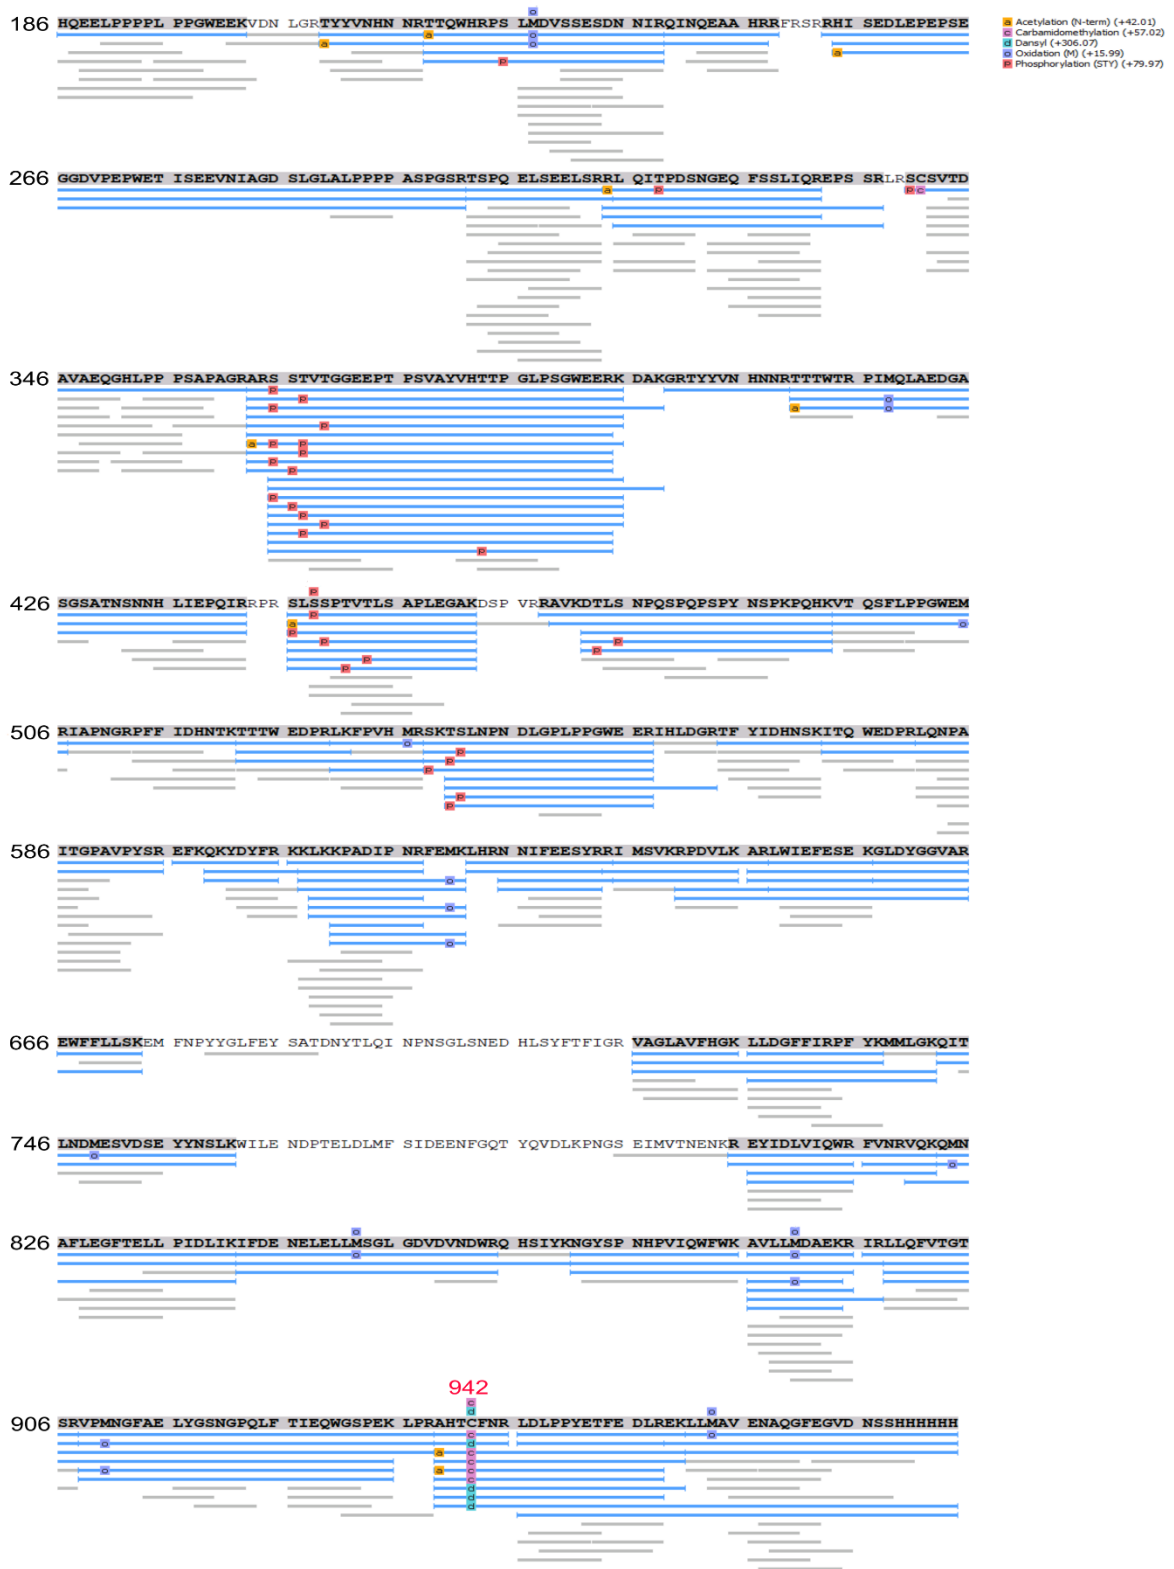 186 HQEELPPPPL PPGWEEKVDN LGRTYYVNHN NRTTQWHRPS LMDVSSESDN NIRQINQEAA HRRFRSRRHI SEDLEPEPSE
o
a o
a o
a
p
a Acetylation (N-term) (+42.01)
c Carbamidomethylation (+57.02)
d Dansyl (+306.07)
o Oxidation (M) (+15.99)
p Phosphorylation (STY) (+79.97)
266 GGDVPEPWET ISEEVNIAGD SLGLALPPPP ASPGSRTSPQ ELSEELSRRL QITPDSNGEQ FSSLIQREPS SRLRSCSVTD
a p p c
346 AVAEQGHLPP PSAPAGRARS STVTGGEEPT PSVAYVHTTP GLPSGWEERK DAKGRTYYVN HNNRTTTWTR PIMQLAEDGA
p
p o
p a o
p
a p p
p
p
p
p
p
p
p
p
p
426 SGSATNSNNH LIEPQIRRPR SLSSPTVTLS APLEGAKDSP VRRAVKDTLS NPQSPQPSPY NSPKPQHKVT QSFLPPGWEM
p
p
a o
p
p p
p
p
p
506 RIAPNGRPFF IDHNTKTTTW EDPRLKFPVH MRSKTSLNPN DLGPLPPGWE ERIHLDGRTF YIDHNSKITQ WEDPRLQNPA
o
p
p
p
p
p
586 ITGPAVPYSR EFKQKYDYFR KKLKKPADIP NRFEMKLHRN NIFEESYRRI MSVKRPDVLK ARLWIEFESE KGLDYGGVAR
o
o
o
666 EWFFLLSKEM FNPYYGLFEY SATDNYTLQI NPNSGLSNED HLSYFTFIGR VAGLAVFHGK LLDGFFIRPF YKMMLGKQIT
746 LNDMESVDSE YYNSLKWILE NDPTELDLMF SIDEENFGQT YQVDLKPNGS EIMVTNENKR EYIDLVIQWR FVNRVQKQMN
o
o
o o
826 AFLEGFTELL PIDLIKIFDE NELELLMSGL GDVDVNDWRQ HSIYKNGYSP NHPVIQWFWK AVLLMDAEKR IRLLQFVTGT
o o
o
942
c
d o
906 SRVPMNGFAE LYGSNGPQLF TIEQWGSPEK LPRAHTCFNR LDLPPYETFE DLREKLLMAV ENAQGFEGVD NSSHHHHHH
c o
o d
a c
c
o a c
c
d
d
d